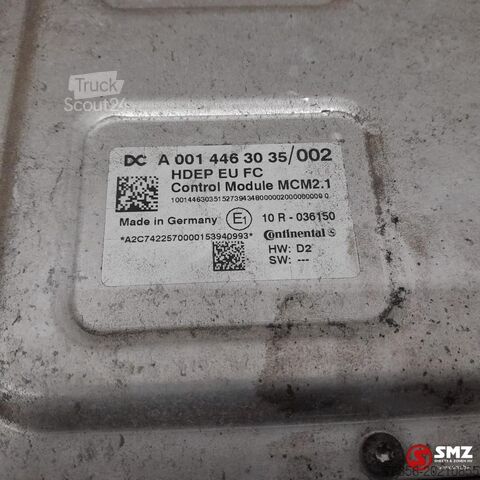 Truck
Scout24
DC A 001 446 30 35/002
HDEP EU FC
Control Module MCM2.1
Made in Germany E1 10 R - 036150
*A2C7422570000153940993* Continental
HW: D2
SW: ---
SMZ